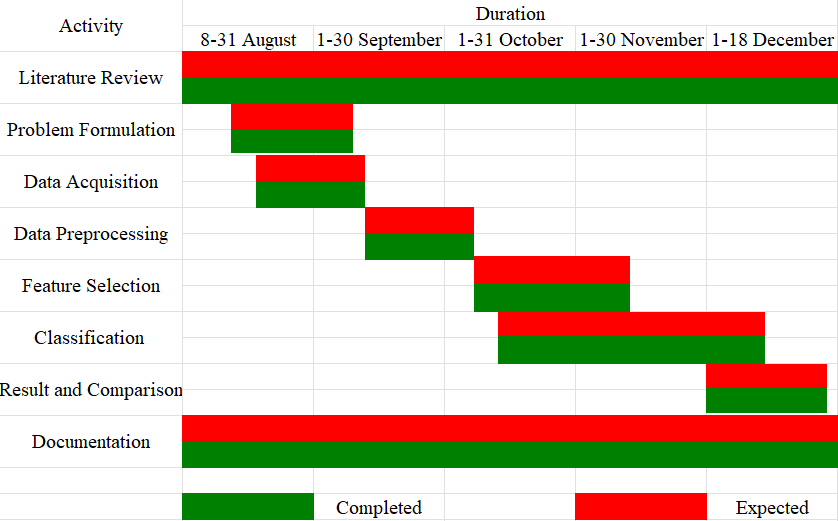 Activity
Duration
8-31 August
1-30 September
1-31 October
1-30 November
1-18 December
Literature Review
Problem Formulation
Data Acquisition
Data Preprocessing
Feature Selection
Classification
Result and Comparison
Documentation
Completed
Expected